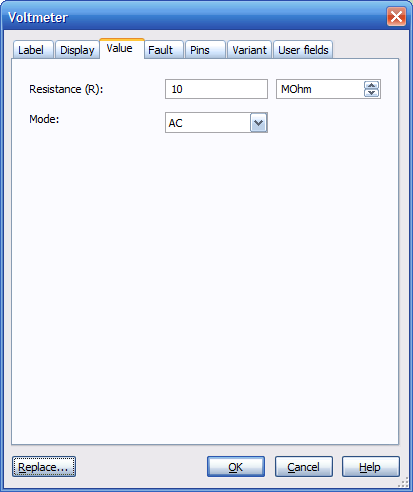 Voltmeter
Label Display Value Fault Pins Variant User fields
Resistance (R): 10 MOhm
Mode: AC
Replace... OK Cancel Help